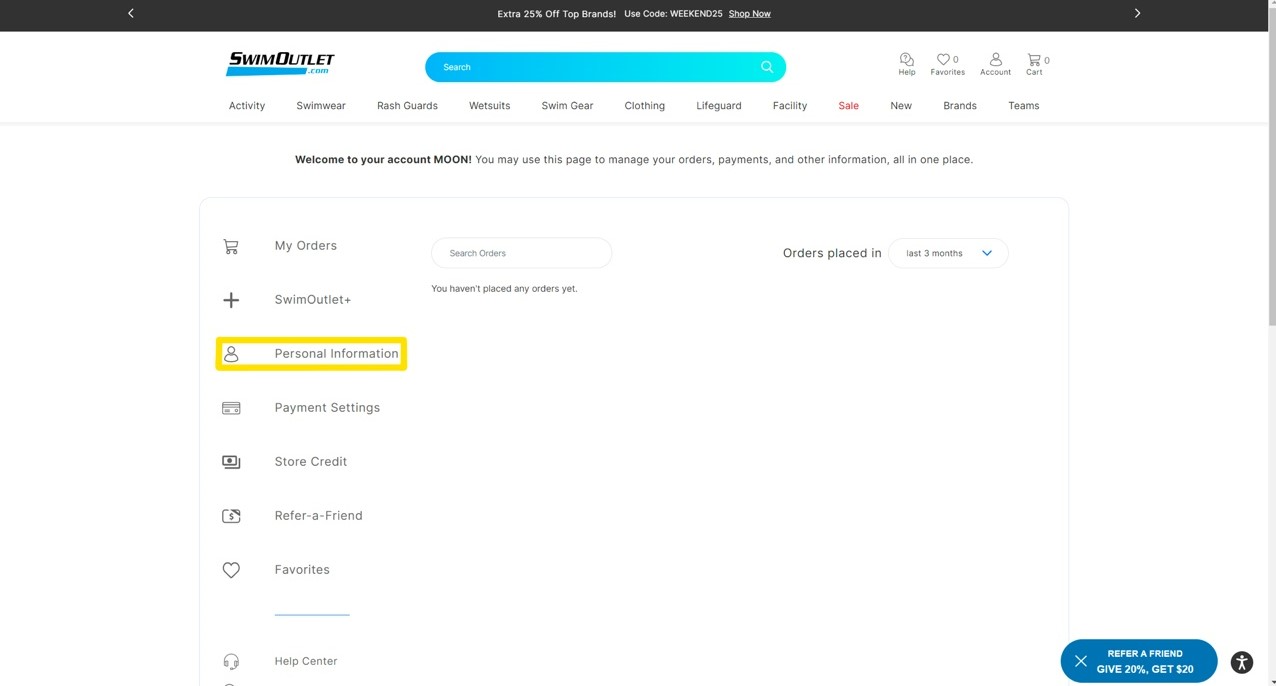 Extra 25% Off Top Brands! Use Code: WEEKEND25 Shop Now
SWIMOUTLET
.com
Search
Help
0
Favorites
Account
0
Cart
Activity Swimwear Rash Guards Wetsuits Swim Gear Clothing Lifeguard Facility Sale New Brands Teams
Welcome to your account MOON! You may use this page to manage your orders, payments, and other information, all in one place.
My Orders
SwimOutlet+
Personal Information
Payment Settings
Store Credit
Refer-a-Friend
Favorites
Help Center
Search Orders
Orders placed in last 3 months
You haven't placed any orders yet.
REFER A FRIEND
GIVE 20%, GET $20